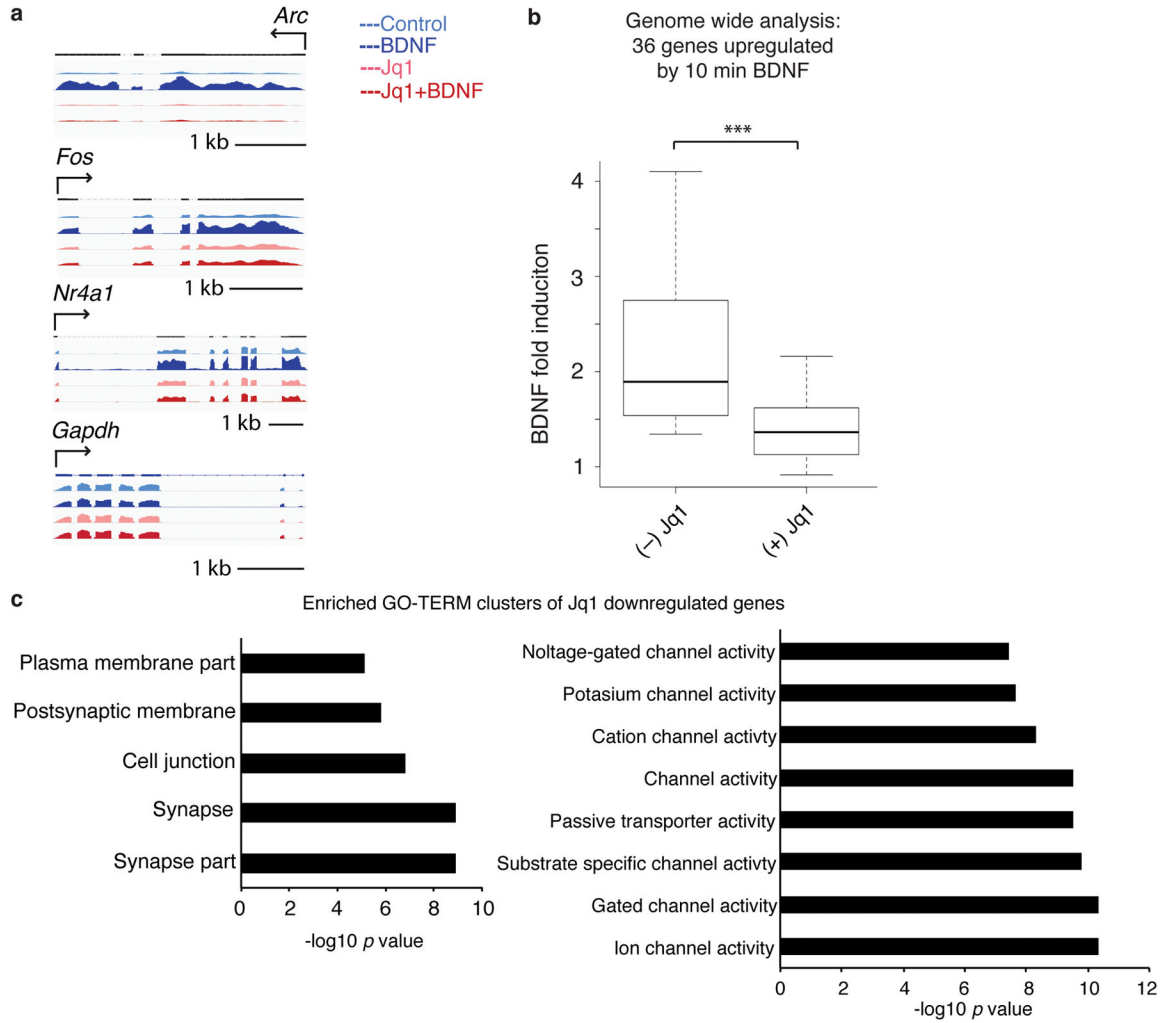 a
Arc
---Control
---BDNF
---Jq1
---Jq1+BDNF
1 kb
Fos
1 kb
Nr4a1
1 kb
Gapdh
1 kb
b
Genome wide analysis:
36 genes upregulated
by 10 min BDNF
***
4
3
2
1
BDNF fold induciton
(–) Jq1
(+) Jq1
c
Enriched GO-TERM clusters of Jq1 downregulated genes
Plasma membrane part
Postsynaptic membrane
Cell junction
Synapse
Synapse part
0 2 4 6 8 10
-log10 p value
Noltage-gated channel activity
Potasium channel activity
Cation channel activty
Channel activity
Passive transporter activity
Substrate specific channel activty
Gated channel activity
Ion channel activity
0 2 4 6 8 10 12
-log10 p value